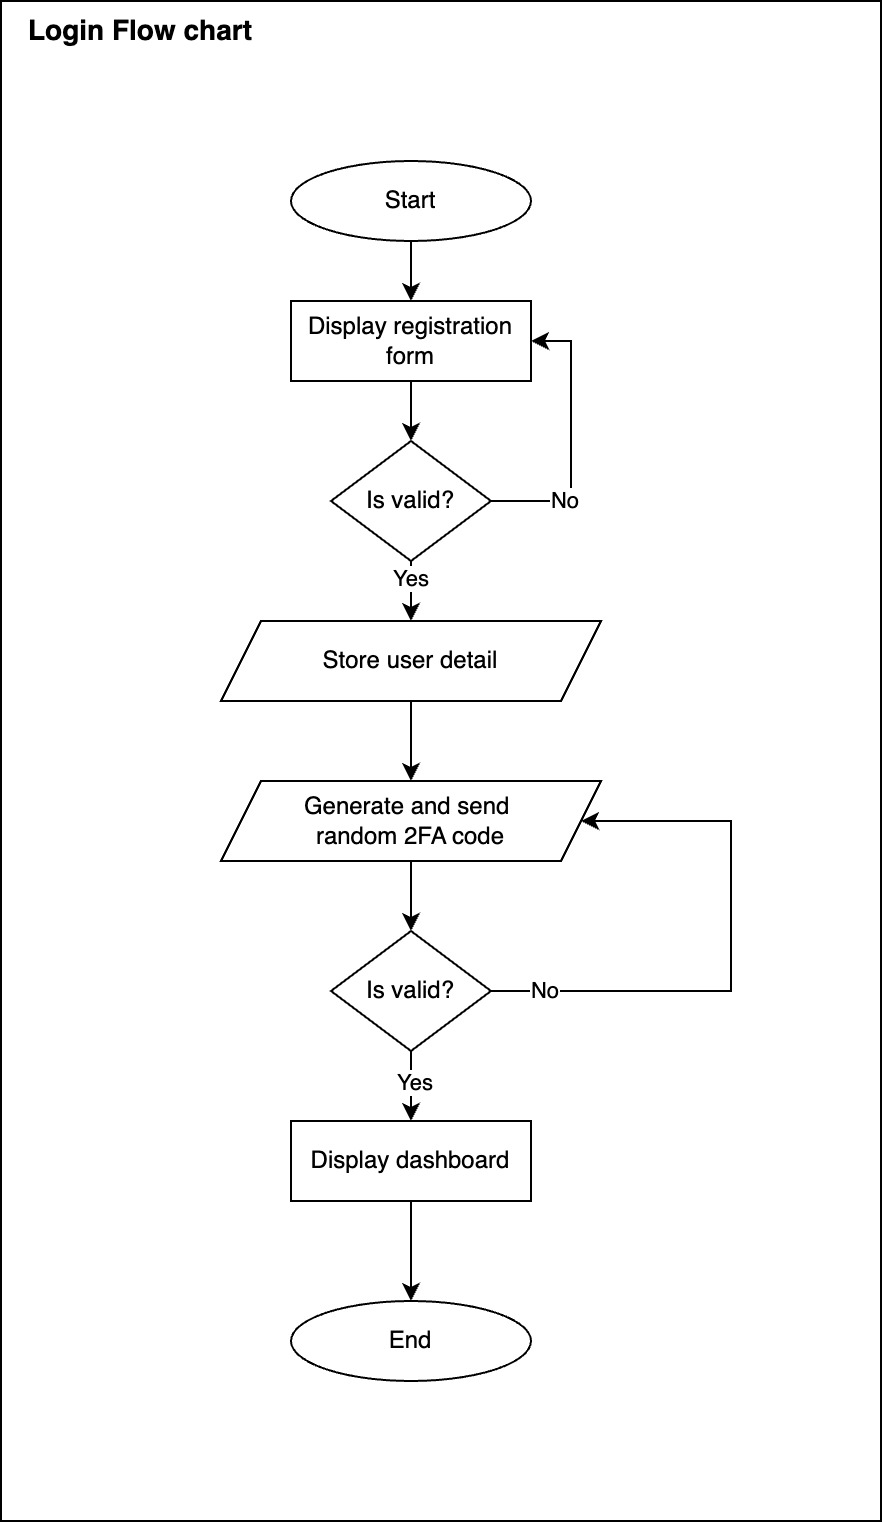 Login Flow chart
Start
Display registration
form
Is valid?
No
Yes
Store user detail
Generate and send
random 2FA code
Is valid?
No
Yes
Display dashboard
End